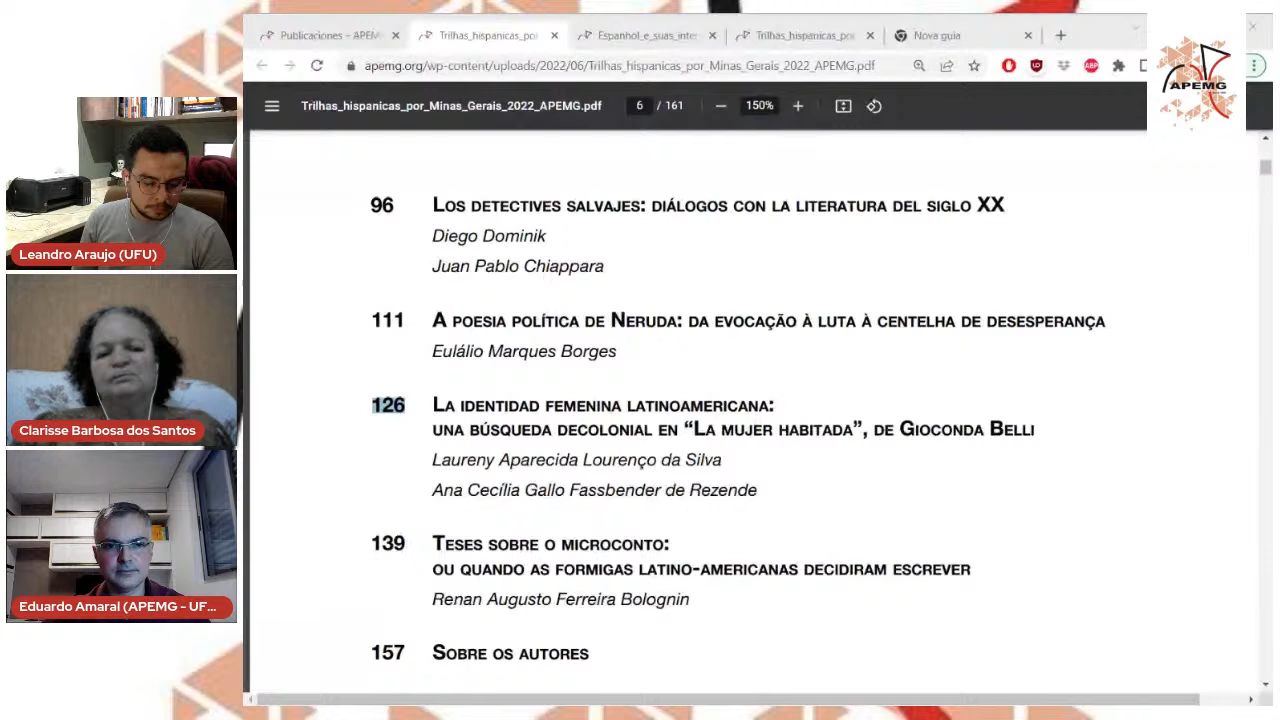 Publicaciones – APEM
Trilhas_hispanicas_po
Espanhol_e_suas_inter
Trilhas_hispanicas_po
Nova guia
apemg.org/wp-content/uploads/2022/06/Trilhas_hispanicas_por_Minas_Gerais_2022_APEMG.pdf
ABP
APEMG
Trilhas_hispanicas_por_Minas_Gerais_2022_APEMG.pdf
6 / 161
150%
96 Los detectives salvajes: diálogos con la literatura del siglo XX
Diego Dominik
Juan Pablo Chiappara
111 A poesia política de Neruda: da evocação à luta à centelha de desesperança
Eulálio Marques Borges
126 La identidad femenina latinoamericana:
una búsqueda decolonial en “La mujer habitada”, de Gioconda Belli
Laureny Aparecida Lourenço da Silva
Ana Cecília Gallo Fassbender de Rezende
139 Teses sobre o microconto:
ou quando as formigas latino-americanas decidiram escrever
Renan Augusto Ferreira Bolognin
157 Sobre os autores
Leandro Araujo (UFU)
Clarisse Barbosa dos Santos
Eduardo Amaral (APEMG - UF...